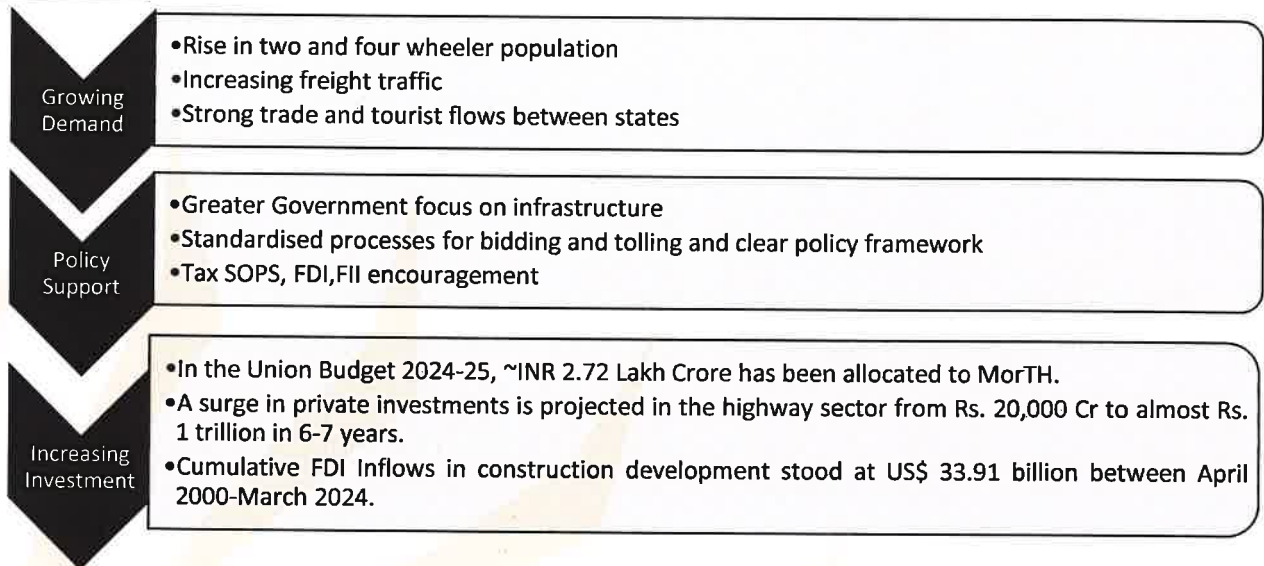 Growing
Demand
•Rise in two and four wheeler population
•Increasing freight traffic
•Strong trade and tourist flows between states
Policy
Support
•Greater Government focus on infrastructure
•Standardised processes for bidding and tolling and clear policy framework
•Tax SOPS, FDI,FII encouragement
Increasing
Investment
•In the Union Budget 2024-25, ~INR 2.72 Lakh Crore has been allocated to MorTH.
•A surge in private investments is projected in the highway sector from Rs. 20,000 Cr to almost Rs.
1 trillion in 6-7 years.
•Cumulative FDI Inflows in construction development stood at US$ 33.91 billion between April
2000-March 2024.